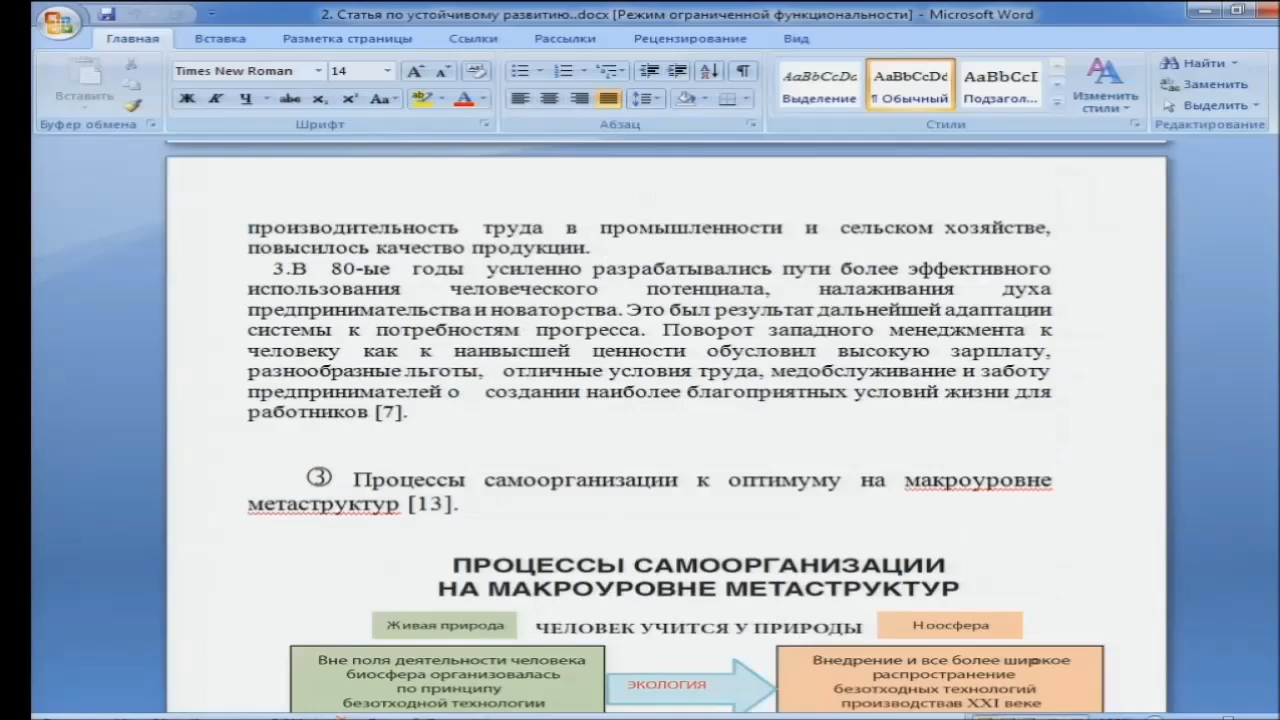 2. Статья по устойчивому развитию..docx [Режим ограниченной функциональности] - Microsoft Word
Главная Вставка Разметка страницы Ссылки Рассылки Рецензирование Вид
Вставить
Буфер обмена
Times New Roman 14
Ж К Ч abc x₂ x² Aa
Шрифт
Абзац
AaBbCcDc AaBbCcDc AaBbCcI
Выделение ¶ Обычный Подзагол...
Изменить стили
Стили
Найти
Заменить
Выделить
Редактирование
производительность труда в промышленности и сельском хозяйстве,
повысилось качество продукции.
3.В 80-ые годы усиленно разрабатывались пути более эффективного
использования человеческого потенциала, налаживания духа
предпринимательства и новаторства. Это был результат дальнейшей адаптации
системы к потребностям прогресса. Поворот западного менеджмента к
человеку как к наивысшей ценности обусловил высокую зарплату,
разнообразные льготы, отличные условия труда, медобслуживание и заботу
предпринимателей о создании наиболее благоприятных условий жизни для
работников [7].
③ Процессы самоорганизации к оптимуму на макроуровне
метаструктур [13].
ПРОЦЕССЫ САМООРГАНИЗАЦИИ
НА МАКРОУРОВНЕ МЕТАСТРУКТУР
Живая природа ЧЕЛОВЕК УЧИТСЯ У ПРИРОДЫ Ноосфера
Вне поля деятельности человека
биосфера организовалась
по принципу
безотходной технологии
ЭКОЛОГИЯ
Внедрение и все более широкое
распространение
безотходных технологий
производствав XXI веке